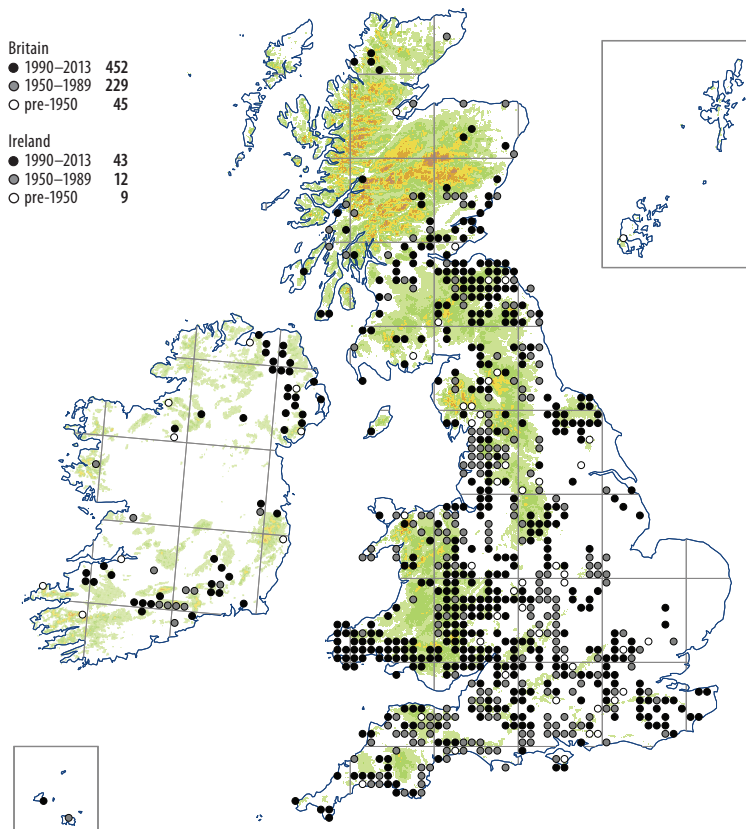 Britain
● 1990–2013 452
● 1950–1989 229
○ pre-1950 45
Ireland
● 1990–2013 43
● 1950–1989 12
○ pre-1950 9